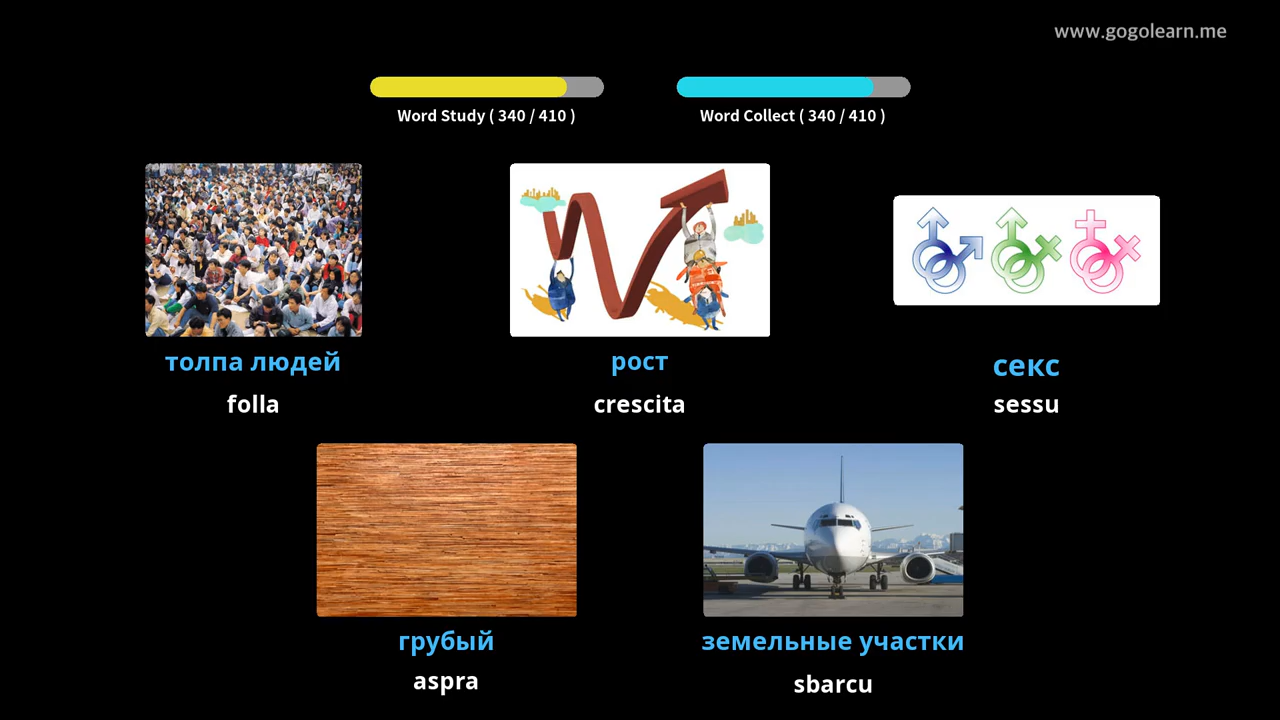 www.gogolearn.me
Word Study ( 340 / 410 )
Word Collect ( 340 / 410 )
толпа людей
рост
секс
folla
crescita
sessu
грубый
земельные участки
aspra
sbarcu